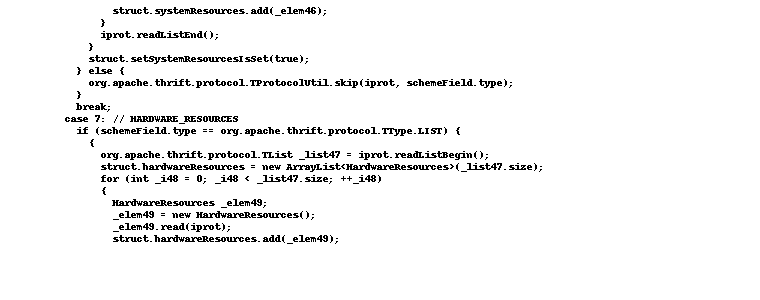 struct.systemResources.add(_elem46);
}
iprot.readListEnd();
}
struct.setSystemResourcesIsSet(true);
} else {
org.apache.thrift.protocol.TProtocolUtil.skip(iprot, schemeField.type);
}
break;
case 7: // HARDWARE_RESOURCES
if (schemeField.type == org.apache.thrift.protocol.TType.LIST) {
{
org.apache.thrift.protocol.TList _list47 = iprot.readListBegin();
struct.hardwareResources = new ArrayList<HardwareResources>(_list47.size);
for (int _i48 = 0; _i48 < _list47.size; ++_i48)
{
HardwareResources _elem49;
_elem49 = new HardwareResources();
_elem49.read(iprot);
struct.hardwareResources.add(_elem49);